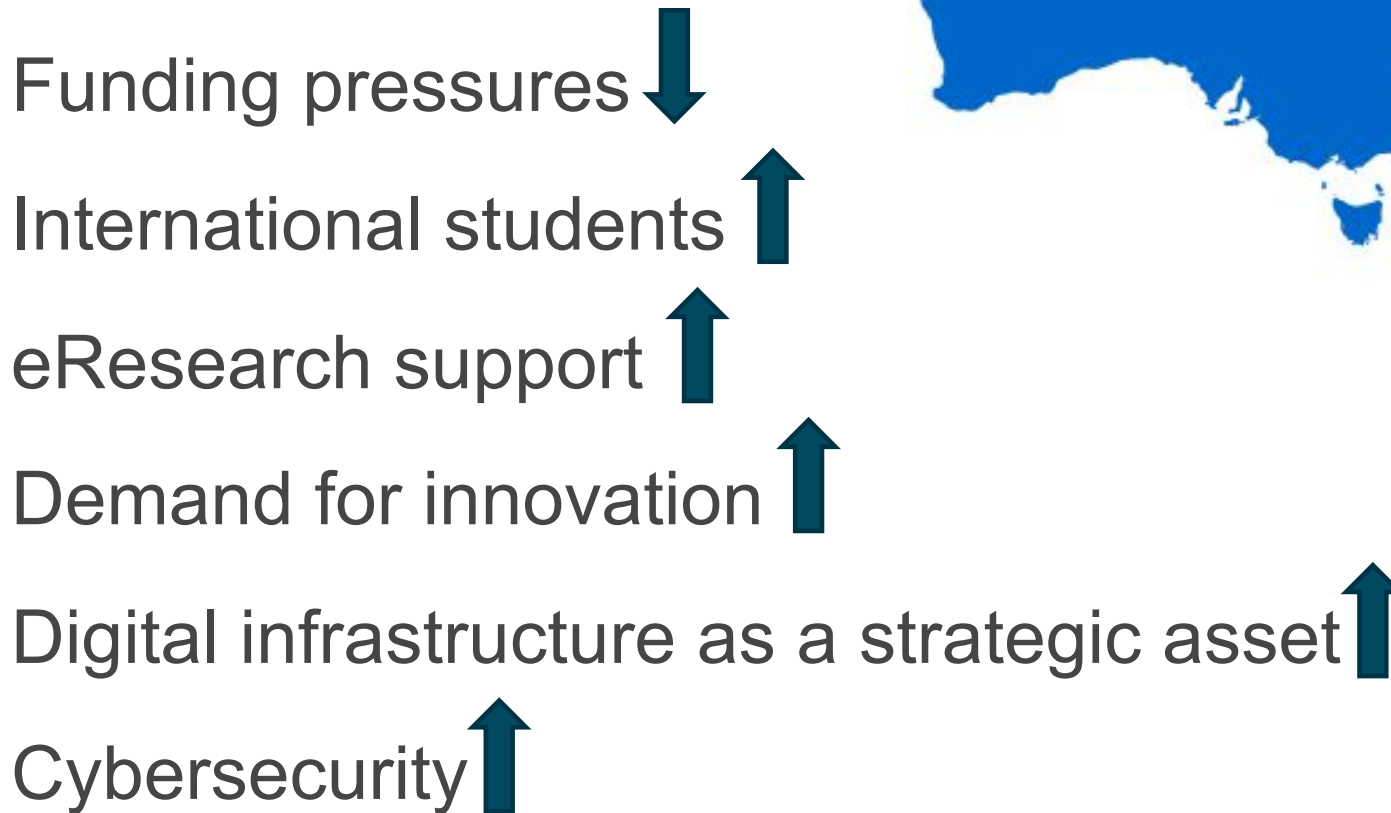 Funding pressures
International students
eResearch support
Demand for innovation
Digital infrastructure as a strategic asset
Cybersecurity